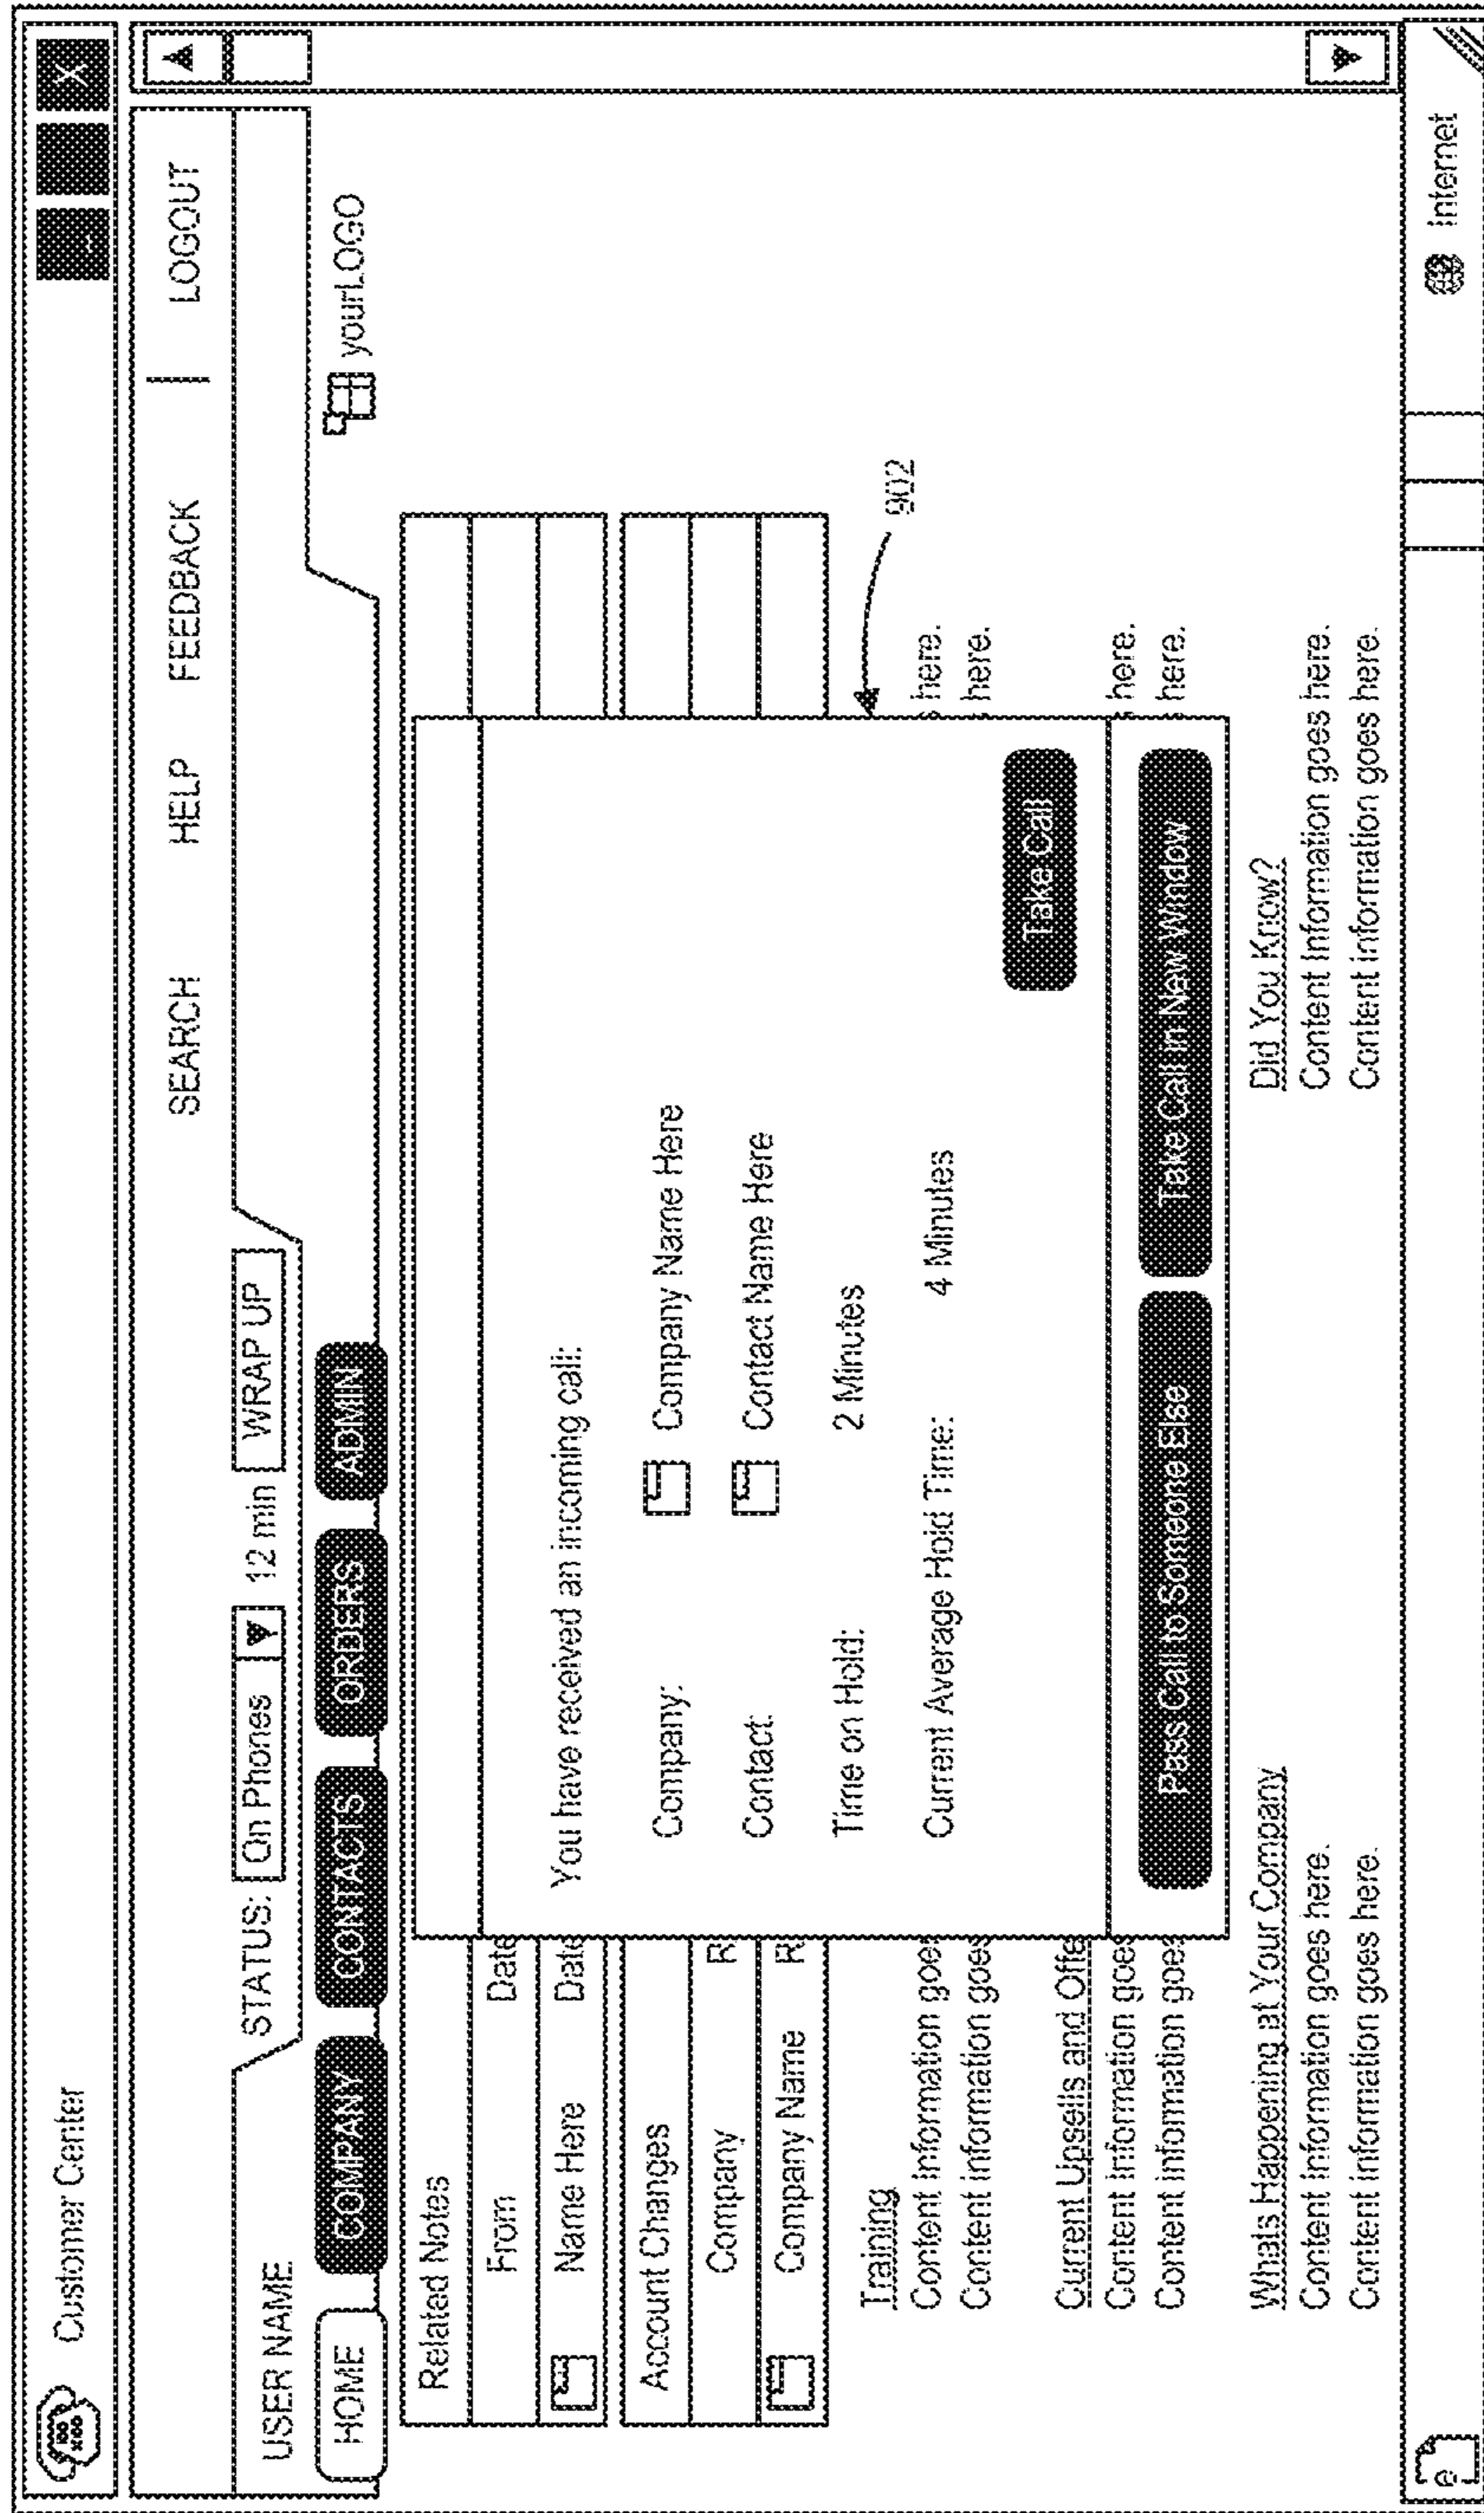 Customer Center
_ X
SEARCH HELP FEEDBACK | LOGOUT
USER NAME STATUS: On Phones 12 min WRAP UP
HOME COMPANY CONTACTS ORDERS ADMIN
yourLOGO
Related Notes
From Date
Name Here Date
Account Changes
Company R
Company Name R
You have received an incoming call:
Company: Company Name Here
Contact: Contact Name Here
Time on Hold: 2 Minutes
Current Average Hold Time: 4 Minutes
Take Call
Pass Call to Someone Else Take Call in New Window
902
Training
Content Information goes here.
Content information goes here.
Current Upsells and Offe
Content Information goes here.
Content information goes here.
Whats Happening at Your Company
Content Information goes here.
Content information goes here.
Did You Know?
Content Information goes here.
Content information goes here.
e Internet